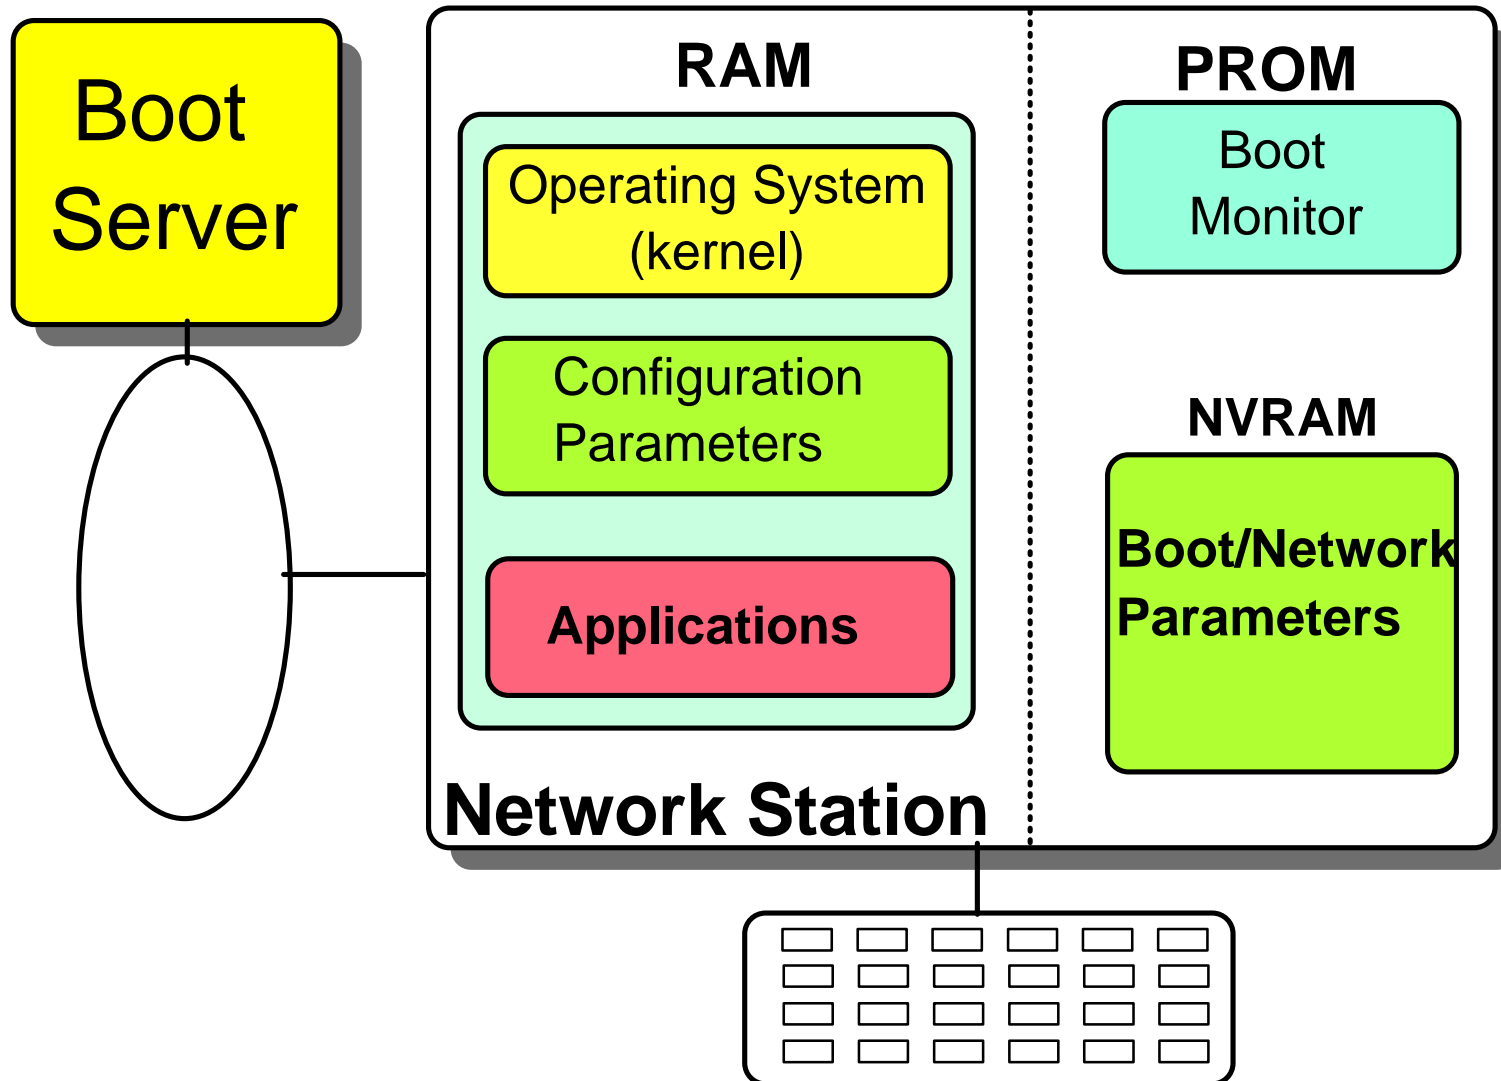 Boot
Server
RAM
Operating System
(kernel)
Configuration
Parameters
Applications
Network Station
PROM
Boot
Monitor
NVRAM
Boot/Network
Parameters